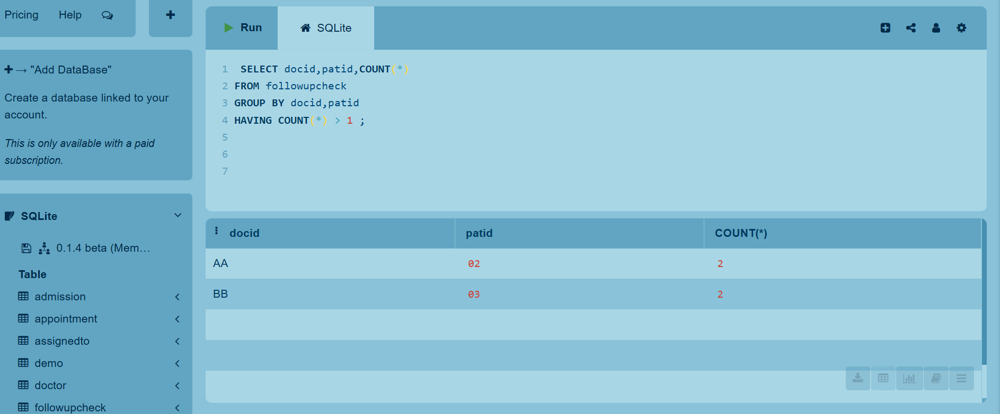 Pricing Help
"Add DataBase"
Create a database linked to your
account.
This is only available with a paid
subscription.
SQLite
0.1.4 beta (Mem…
Table
admission
appointment
assignedto
demo
doctor
followupcheck
Run SQLite
1 SELECT docid,patid,COUNT(*)
2 FROM followupcheck
3 GROUP BY docid,patid
4 HAVING COUNT(*) > 1 ;
5
6
7
docid patid COUNT(*)
AA 02 2
BB 03 2